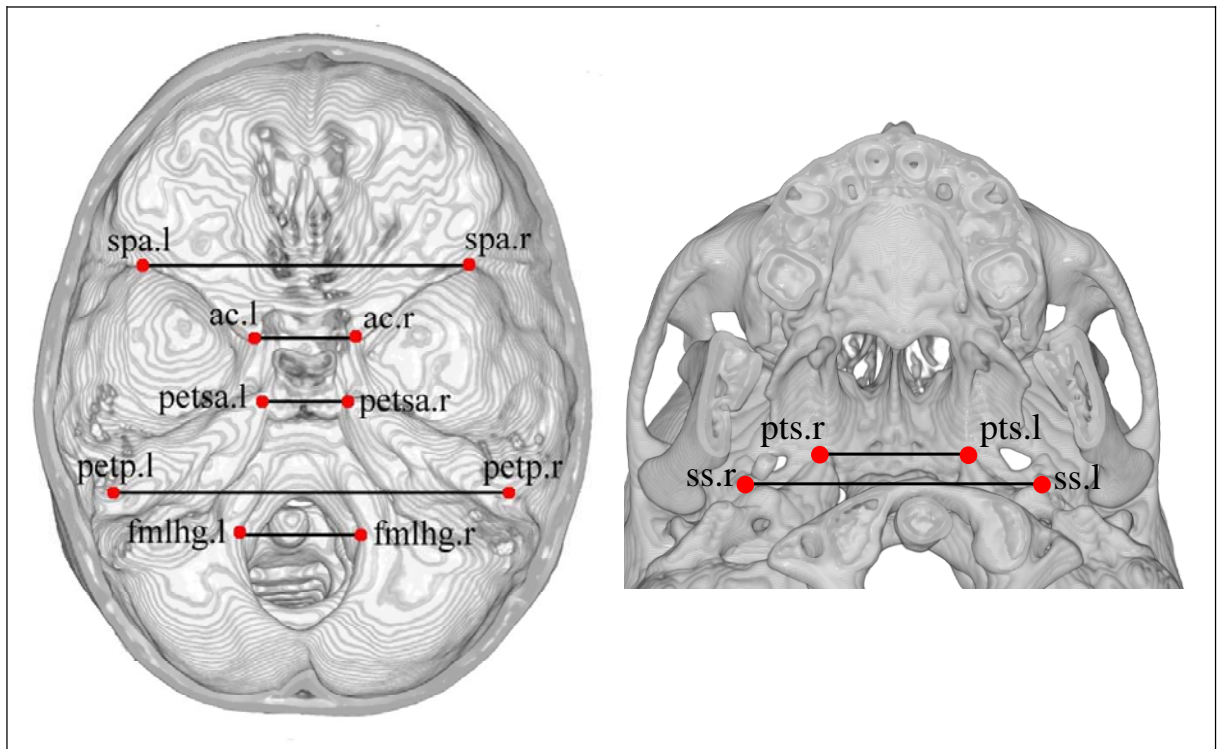 spa.l
spa.r
ac.l
ac.r
petsa.l
petsa.r
petp.l
petp.r
fmlhg.l
fmlhg.r
pts.r
pts.l
ss.r
ss.l